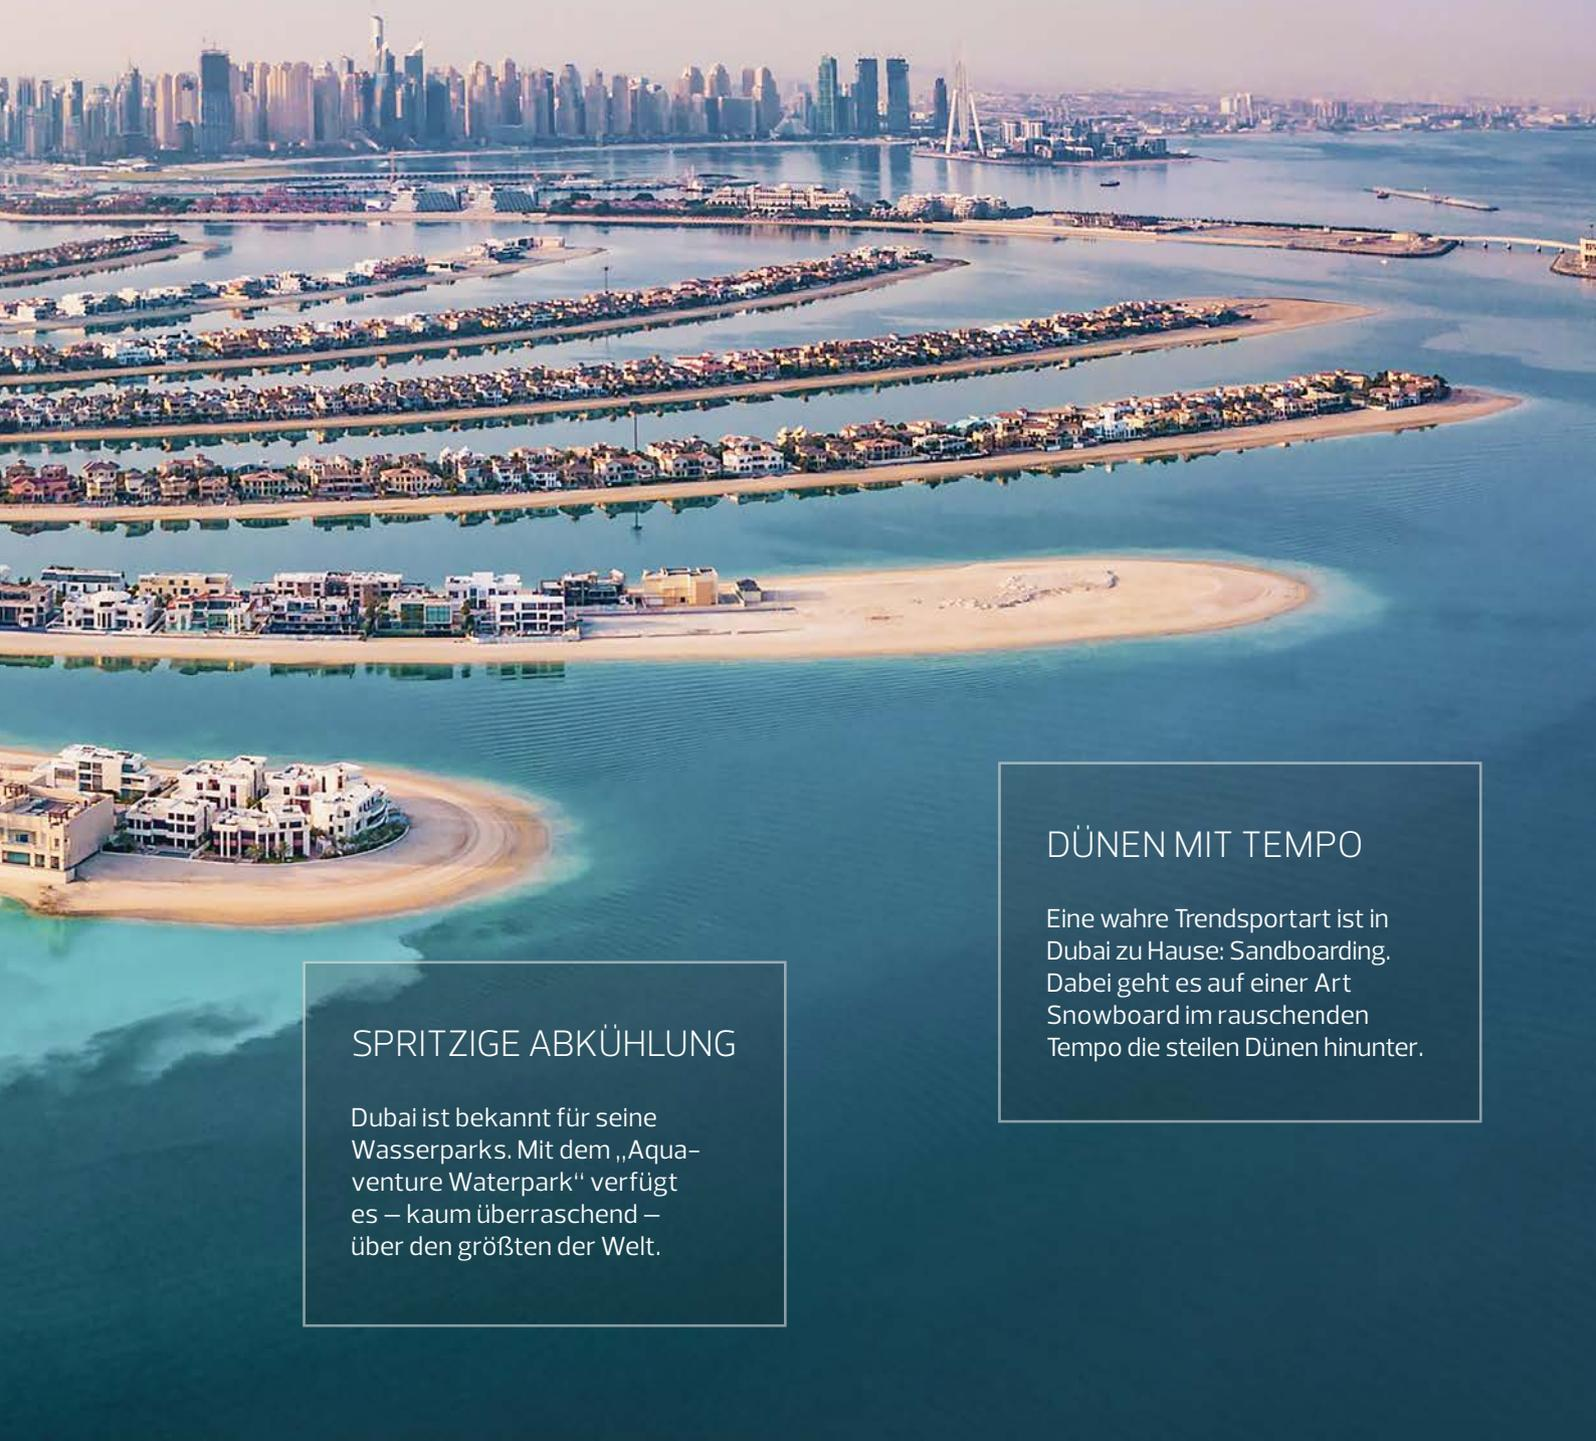 SPRITZIGE ABKÜHLUNG
Dubai ist bekannt für seine
Wasserparks. Mit dem „Aqua-
venture Waterpark“ verfügt
es – kaum überraschend –
über den größten der Welt.
DÜNEN MIT TEMPO
Eine wahre Trendsportart ist in
Dubai zu Hause: Sandboarding.
Dabei geht es auf einer Art
Snowboard im rauschenden
Tempo die steilen Dünen hinunter.